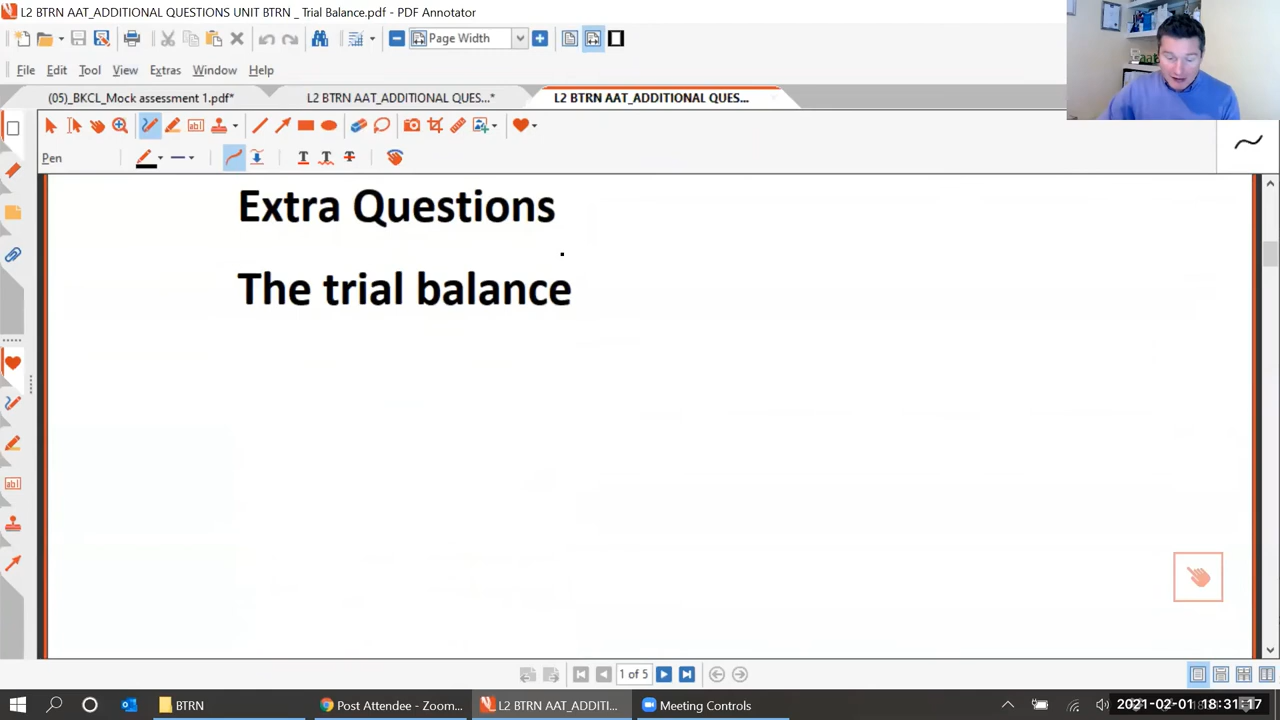 L2 BTRN AAT_ADDITIONAL QUESTIONS UNIT BTRN _ Trial Balance.pdf - PDF Annotator
Page Width
File Edit Tool View Extras Window Help
(05)_BKCL_Mock assessment 1.pdf* L2 BTRN AAT_ADDITIONAL QUES...* L2 BTRN AAT_ADDITIONAL QUES...
Pen
Extra Questions
The trial balance
1 of 5
BTRN Post Attendee - Zoom... L2 BTRN AAT_ADDITI... Meeting Controls 2021-02-01 18:31:17